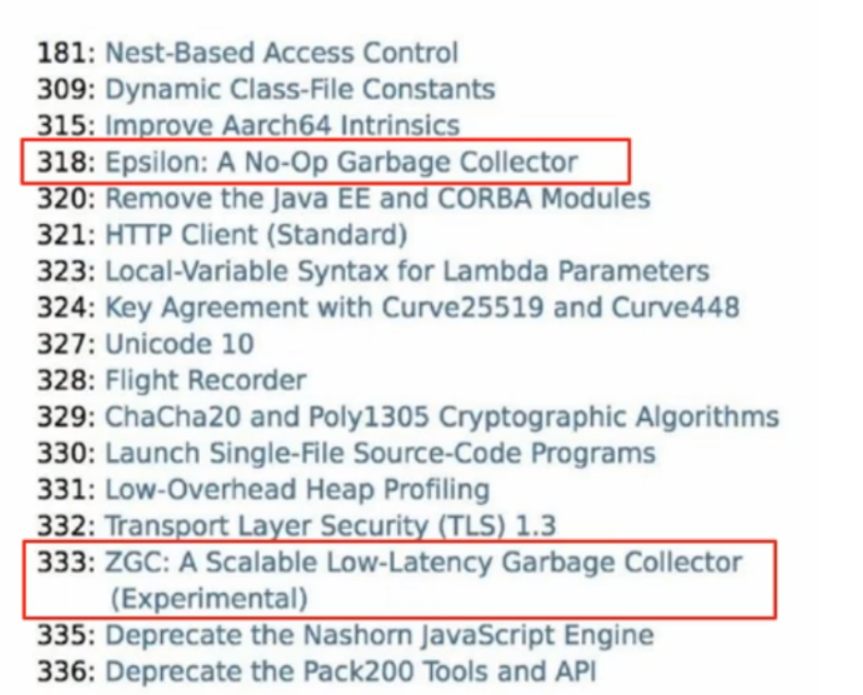 181: Nest-Based Access Control
309: Dynamic Class-File Constants
315: Improve Aarch64 Intrinsics
318: Epsilon: A No-Op Garbage Collector
320: Remove the Java EE and CORBA Modules
321: HTTP Client (Standard)
323: Local-Variable Syntax for Lambda Parameters
324: Key Agreement with Curve25519 and Curve448
327: Unicode 10
328: Flight Recorder
329: ChaCha20 and Poly1305 Cryptographic Algorithms
330: Launch Single-File Source-Code Programs
331: Low-Overhead Heap Profiling
332: Transport Layer Security (TLS) 1.3
333: ZGC: A Scalable Low-Latency Garbage Collector
(Experimental)
335: Deprecate the Nashorn JavaScript Engine
336: Deprecate the Pack200 Tools and API